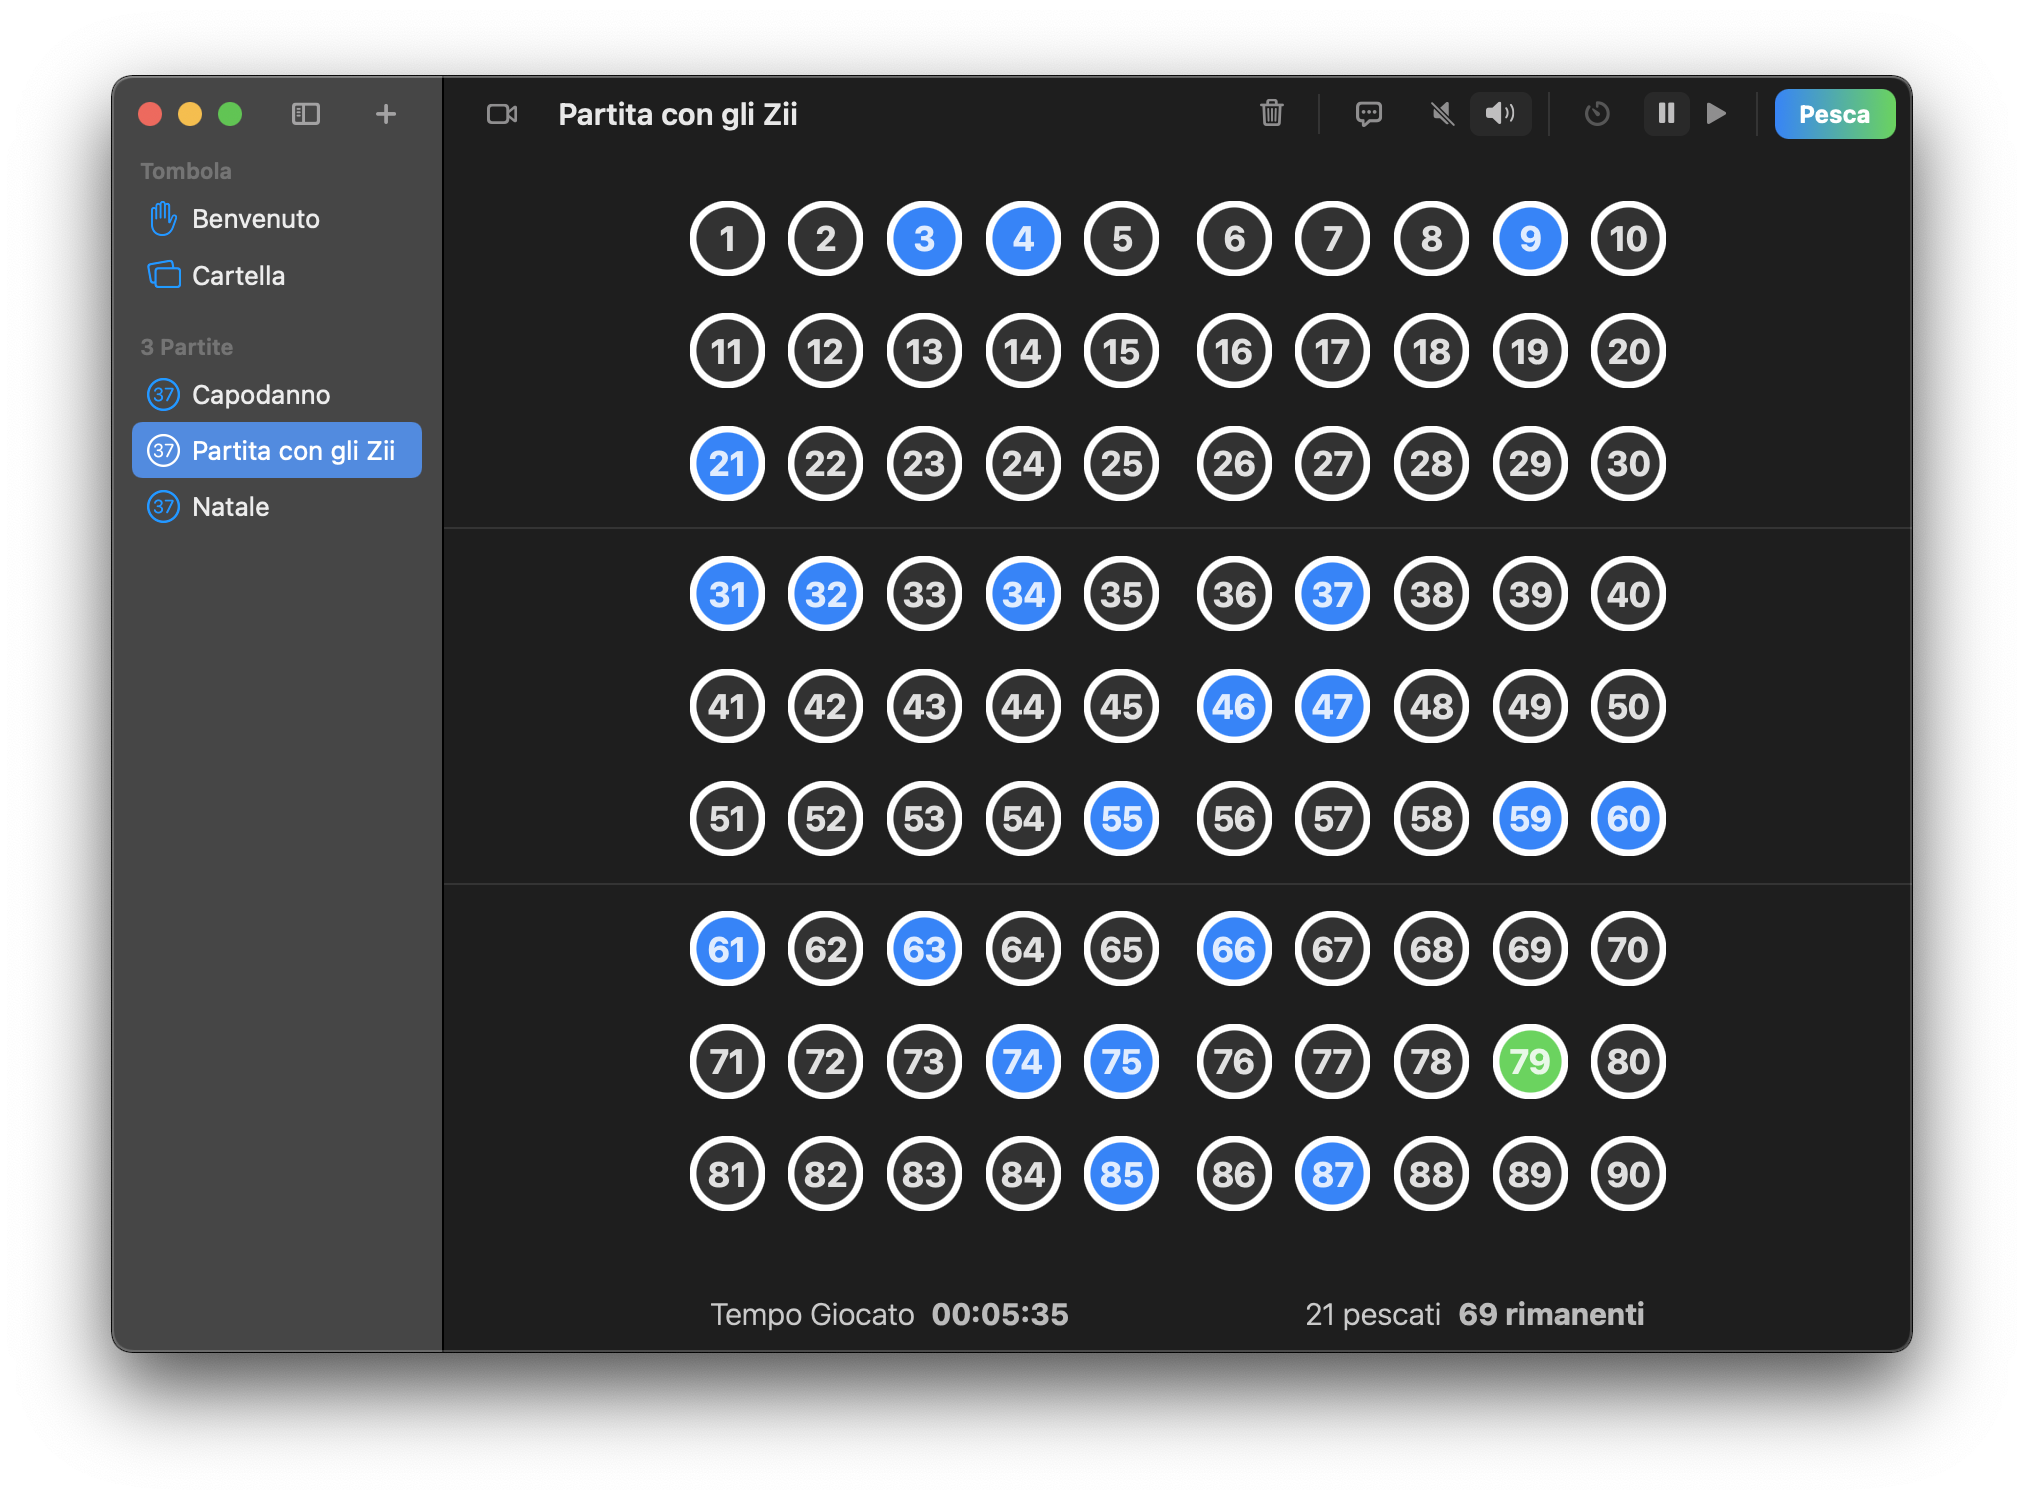 Partita con gli Zii
Pesca
Tombola
Benvenuto
Cartella
3 Partite
37 Capodanno
37 Partita con gli Zii
37 Natale
1 2 3 4 5 6 7 8 9 10
11 12 13 14 15 16 17 18 19 20
21 22 23 24 25 26 27 28 29 30
31 32 33 34 35 36 37 38 39 40
41 42 43 44 45 46 47 48 49 50
51 52 53 54 55 56 57 58 59 60
61 62 63 64 65 66 67 68 69 70
71 72 73 74 75 76 77 78 79 80
81 82 83 84 85 86 87 88 89 90
Tempo Giocato 00:05:35
21 pescati 69 rimanenti